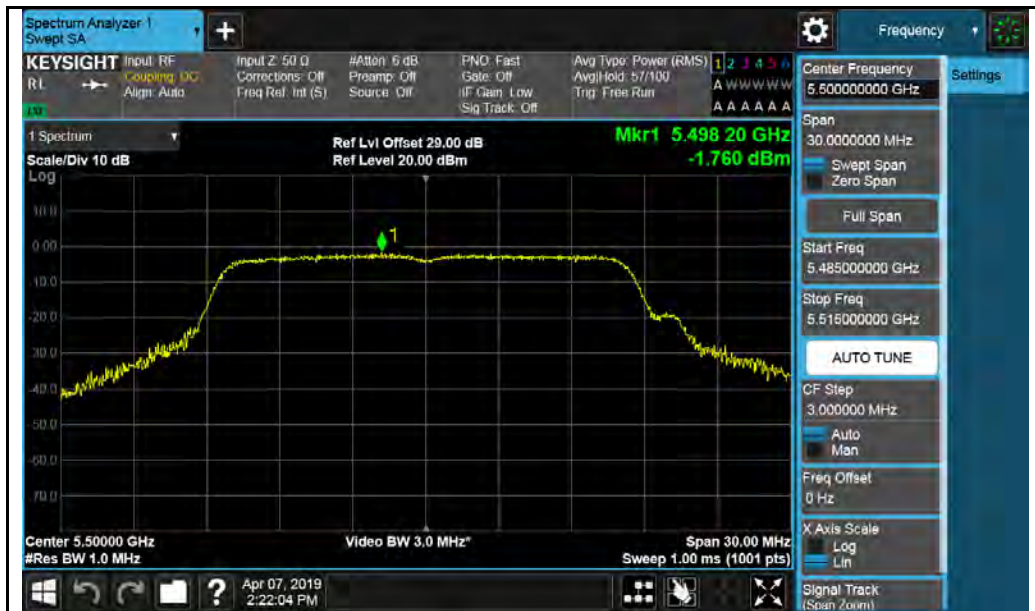 Spectrum Analyzer 1
Swept SA
+
Frequency
KEYSIGHT
Input: RF
Coupling: DC
Align: Auto
RL
LXI
Input Z: 50 Ω
Corrections: Off
Freq Ref: Int (S)
#Atten: 6 dB
Preamp: Off
Source: Off
PNO: Fast
Gate: Off
IF Gain: Low
Sig Track: Off
Avg Type: Power (RMS)
Avg|Hold: 57/100
Trig: Free Run
1 2 3 4 5 6
A W W W W W
A A A A A A
1 Spectrum
Scale/Div 10 dB
Log
Ref Lvl Offset 29.00 dB
Ref Level 20.00 dBm
Mkr1 5.498 20 GHz
-1.760 dBm
1
10.0
0.00
-10.0
-20.0
-30.0
-40.0
-50.0
-60.0
-70.0
Center 5.50000 GHz
#Res BW 1.0 MHz
Video BW 3.0 MHz*
Span 30.00 MHz
Sweep 1.00 ms (1001 pts)
?
Apr 07, 2019
2:22:04 PM
Center Frequency
5.500000000 GHz
Settings
Span
30.0000000 MHz
Swept Span
Zero Span
Full Span
Start Freq
5.485000000 GHz
Stop Freq
5.515000000 GHz
AUTO TUNE
CF Step
3.000000 MHz
Auto
Man
Freq Offset
0 Hz
X Axis Scale
Log
Lin
Signal Track
(Span Zoom)